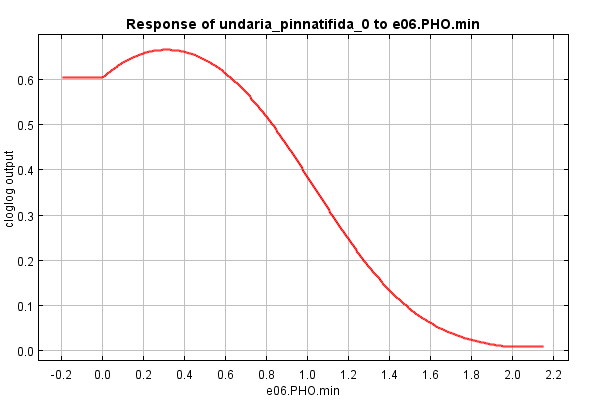 Response of undaria_pinnatifida_0 to e06.PHO.min
cloglog output
0.6
0.5
0.4
0.3
0.2
0.1
0.0
-0.2 0.0 0.2 0.4 0.6 0.8 1.0 1.2 1.4 1.6 1.8 2.0 2.2
e06.PHO.min